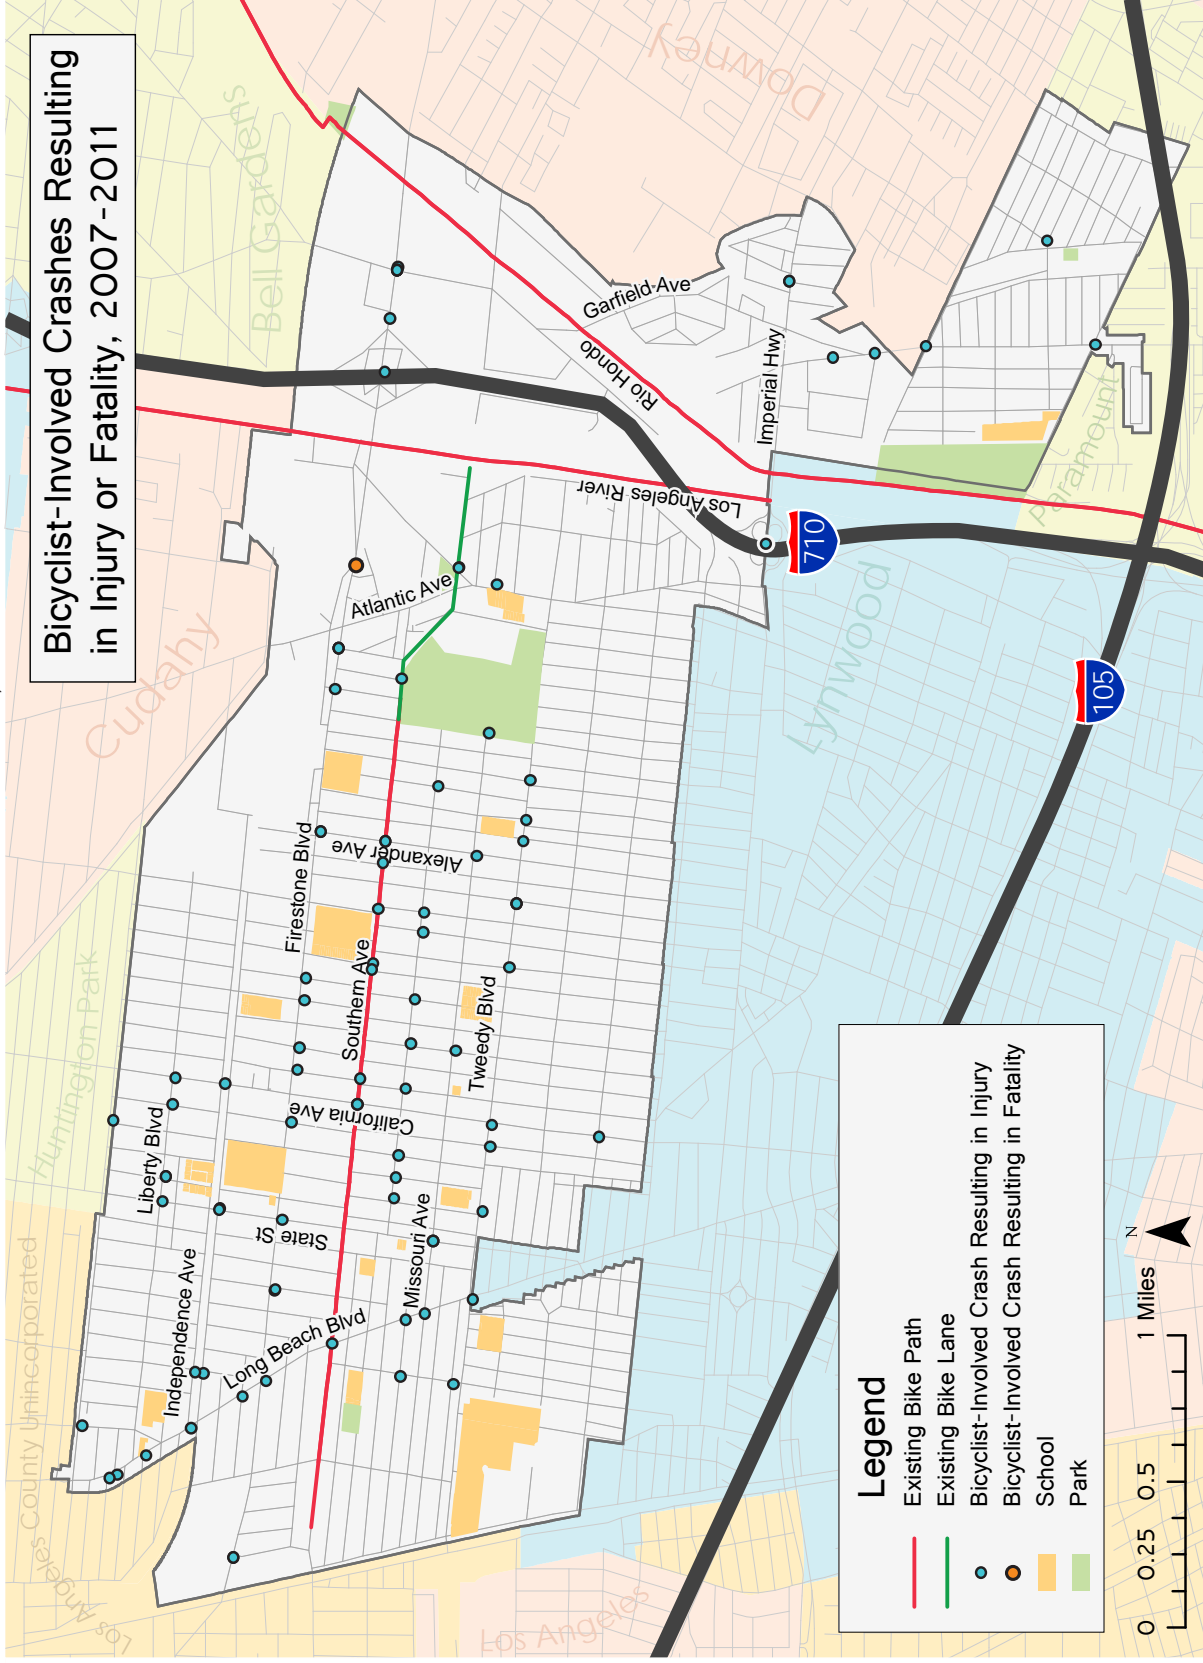 Bicyclist-Involved Crashes Resulting
in Injury or Fatality, 2007-2011
Los Angeles County Unincorporated
Huntington Park
Cudahy
Bell Gardens
Downey
Liberty Blvd
Independence Ave
State St
Long Beach Blvd
Firestone Blvd
Southern Ave
California Ave
Alexander Ave
Atlantic Ave
Missouri Ave
Tweedy Blvd
Los Angeles River
Rio Hondo
Garfield Ave
Imperial Hwy
Los Angeles
Lynwood
Paramount
710
105
Legend
Existing Bike Path
Existing Bike Lane
Bicyclist-Involved Crash Resulting in Injury
Bicyclist-Involved Crash Resulting in Fatality
School
Park
0 0.25 0.5 1 Miles
N